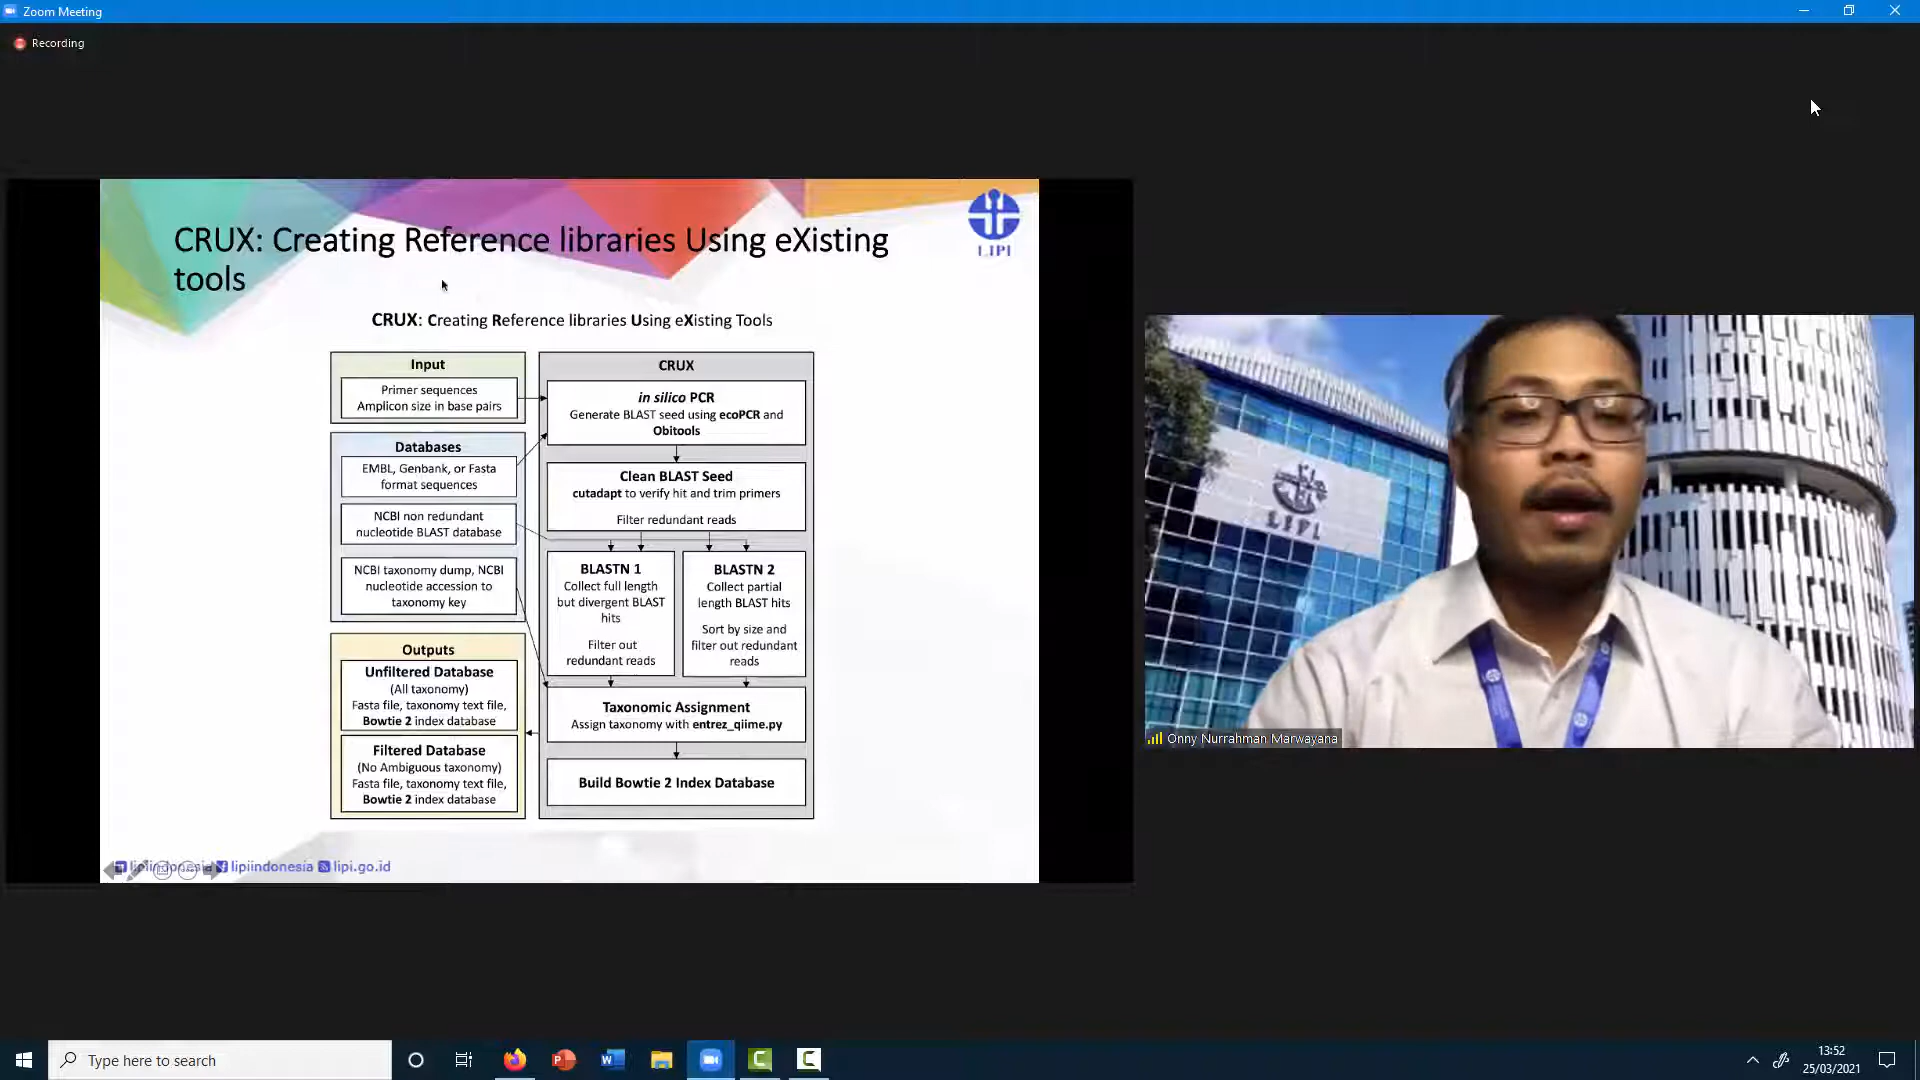 Zoom Meeting
Recording
CRUX: Creating Reference libraries Using eXisting
tools
LIPI
CRUX: Creating Reference libraries Using eXisting Tools
Input
Primer sequences
Amplicon size in base pairs
Databases
EMBL, Genbank, or Fasta
format sequences
NCBI non redundant
nucleotide BLAST database
NCBI taxonomy dump, NCBI
nucleotide accession to
taxonomy key
Outputs
Unfiltered Database
(All taxonomy)
Fasta file, taxonomy text file,
Bowtie 2 index database
Filtered Database
(No Ambiguous taxonomy)
Fasta file, taxonomy text file,
Bowtie 2 index database
CRUX
in silico PCR
Generate BLAST seed using ecoPCR and
Obitools
Clean BLAST Seed
cutadapt to verify hit and trim primers
Filter redundant reads
BLASTN 1
Collect full length
but divergent BLAST
hits
Filter out
redundant reads
BLASTN 2
Collect partial
length BLAST hits
Sort by size and
filter out redundant
reads
Taxonomic Assignment
Assign taxonomy with entrez_qiime.py
Build Bowtie 2 Index Database
lipiindonesia lipiindonesia lipi.go.id
LIPI
Onny Nurrahman Marwayana
Type here to search
13:52
25/03/2021